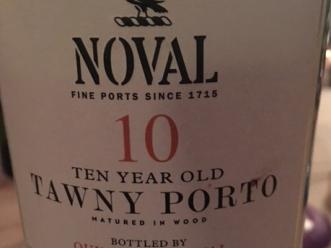 NOVAL
FINE PORTS SINCE 1715
10
TEN YEAR OLD
TAWNY PORTO
MATURED IN WOOD
BOTTLED BY